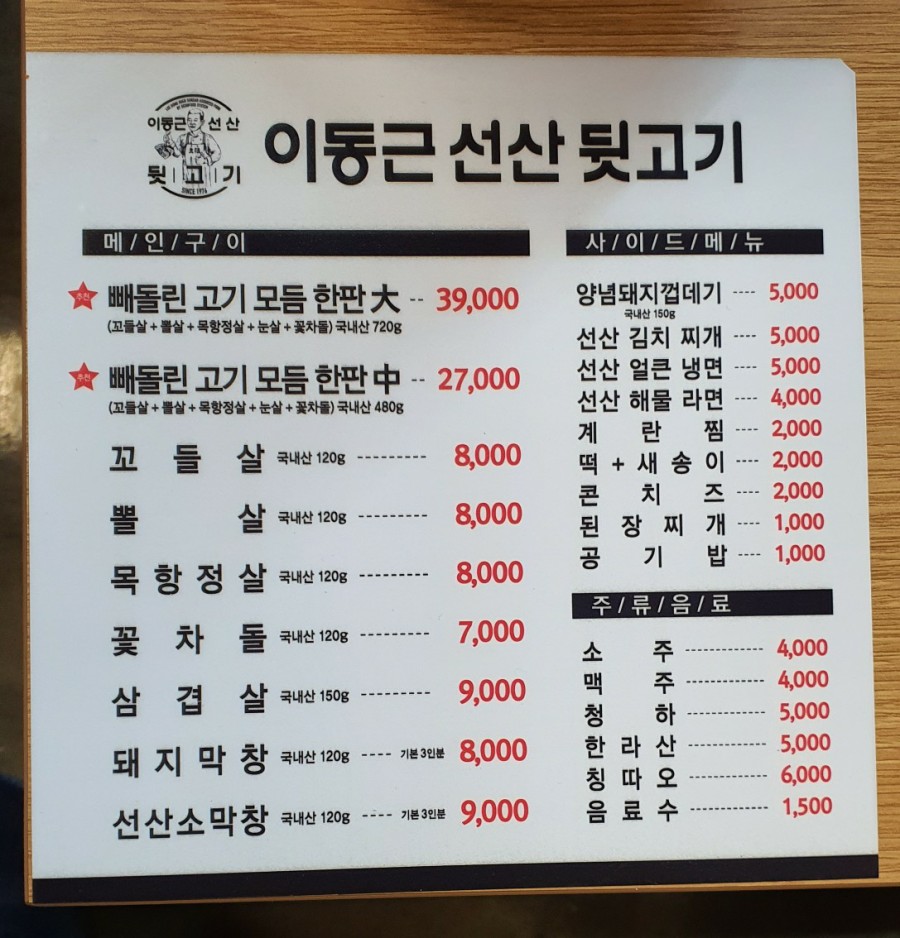 이동근 선산
뒷|고|기
SINCE 1974
이동근 선산 뒷고기
메/인/구/이
추천 빼돌린 고기 모듬 한판 大 -- 39,000
(꼬들살+뽈살+목항정살+눈살+꽃차돌) 국내산 720g
추천 빼돌린 고기 모듬 한판 中 -- 27,000
(꼬들살+뽈살+목항정살+눈살+꽃차돌) 국내산 480g
꼬들살 국내산 120g --------- 8,000
뽈살 국내산 120g --------- 8,000
목항정살 국내산 120g --------- 8,000
꽃차돌 국내산 120g --------- 7,000
삼겹살 국내산 150g --------- 9,000
돼지막창 국내산 120g ---- 기본 3인분 8,000
선산소막창 국내산 120g ---- 기본 3인분 9,000
사/이/드/메/뉴
양념돼지껍데기 ---- 5,000
국내산 150g
선산 김치 찌개 ---- 5,000
선산 얼큰 냉면 ---- 5,000
선산 해물 라면 ---- 4,000
계란찜 ---- 2,000
떡+새송이 ---- 2,000
콘치즈 ---- 2,000
된장찌개 ---- 1,000
공기밥 ---- 1,000
주/류/음/료
소주 ------------- 4,000
맥주 ------------- 4,000
청하 ------------- 5,000
한라산 ------------- 5,000
칭따오 ------------- 6,000
음료수 ------------- 1,500